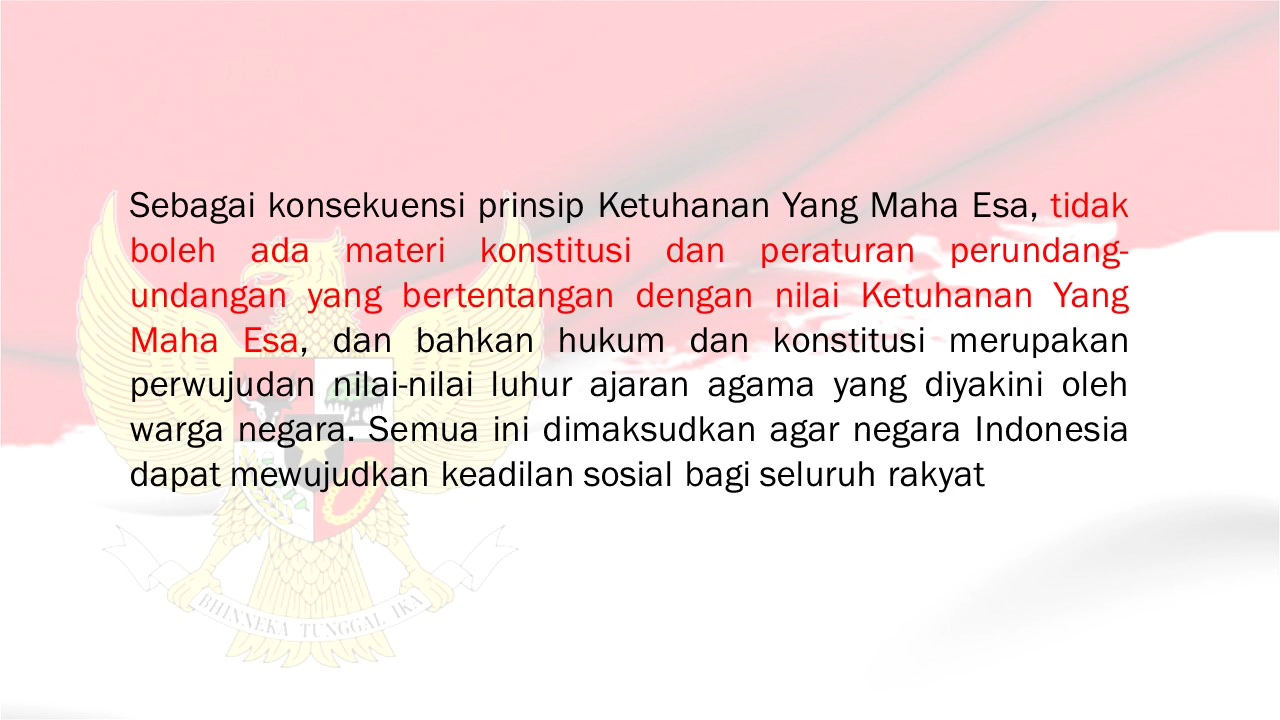 Sebagai konsekuensi prinsip Ketuhanan Yang Maha Esa, tidak
boleh ada materi konstitusi dan peraturan perundang-
undangan yang bertentangan dengan nilai Ketuhanan Yang
Maha Esa, dan bahkan hukum dan konstitusi merupakan
perwujudan nilai-nilai luhur ajaran agama yang diyakini oleh
warga negara. Semua ini dimaksudkan agar negara Indonesia
dapat mewujudkan keadilan sosial bagi seluruh rakyat
BHINNEKA TUNGGAL IKA